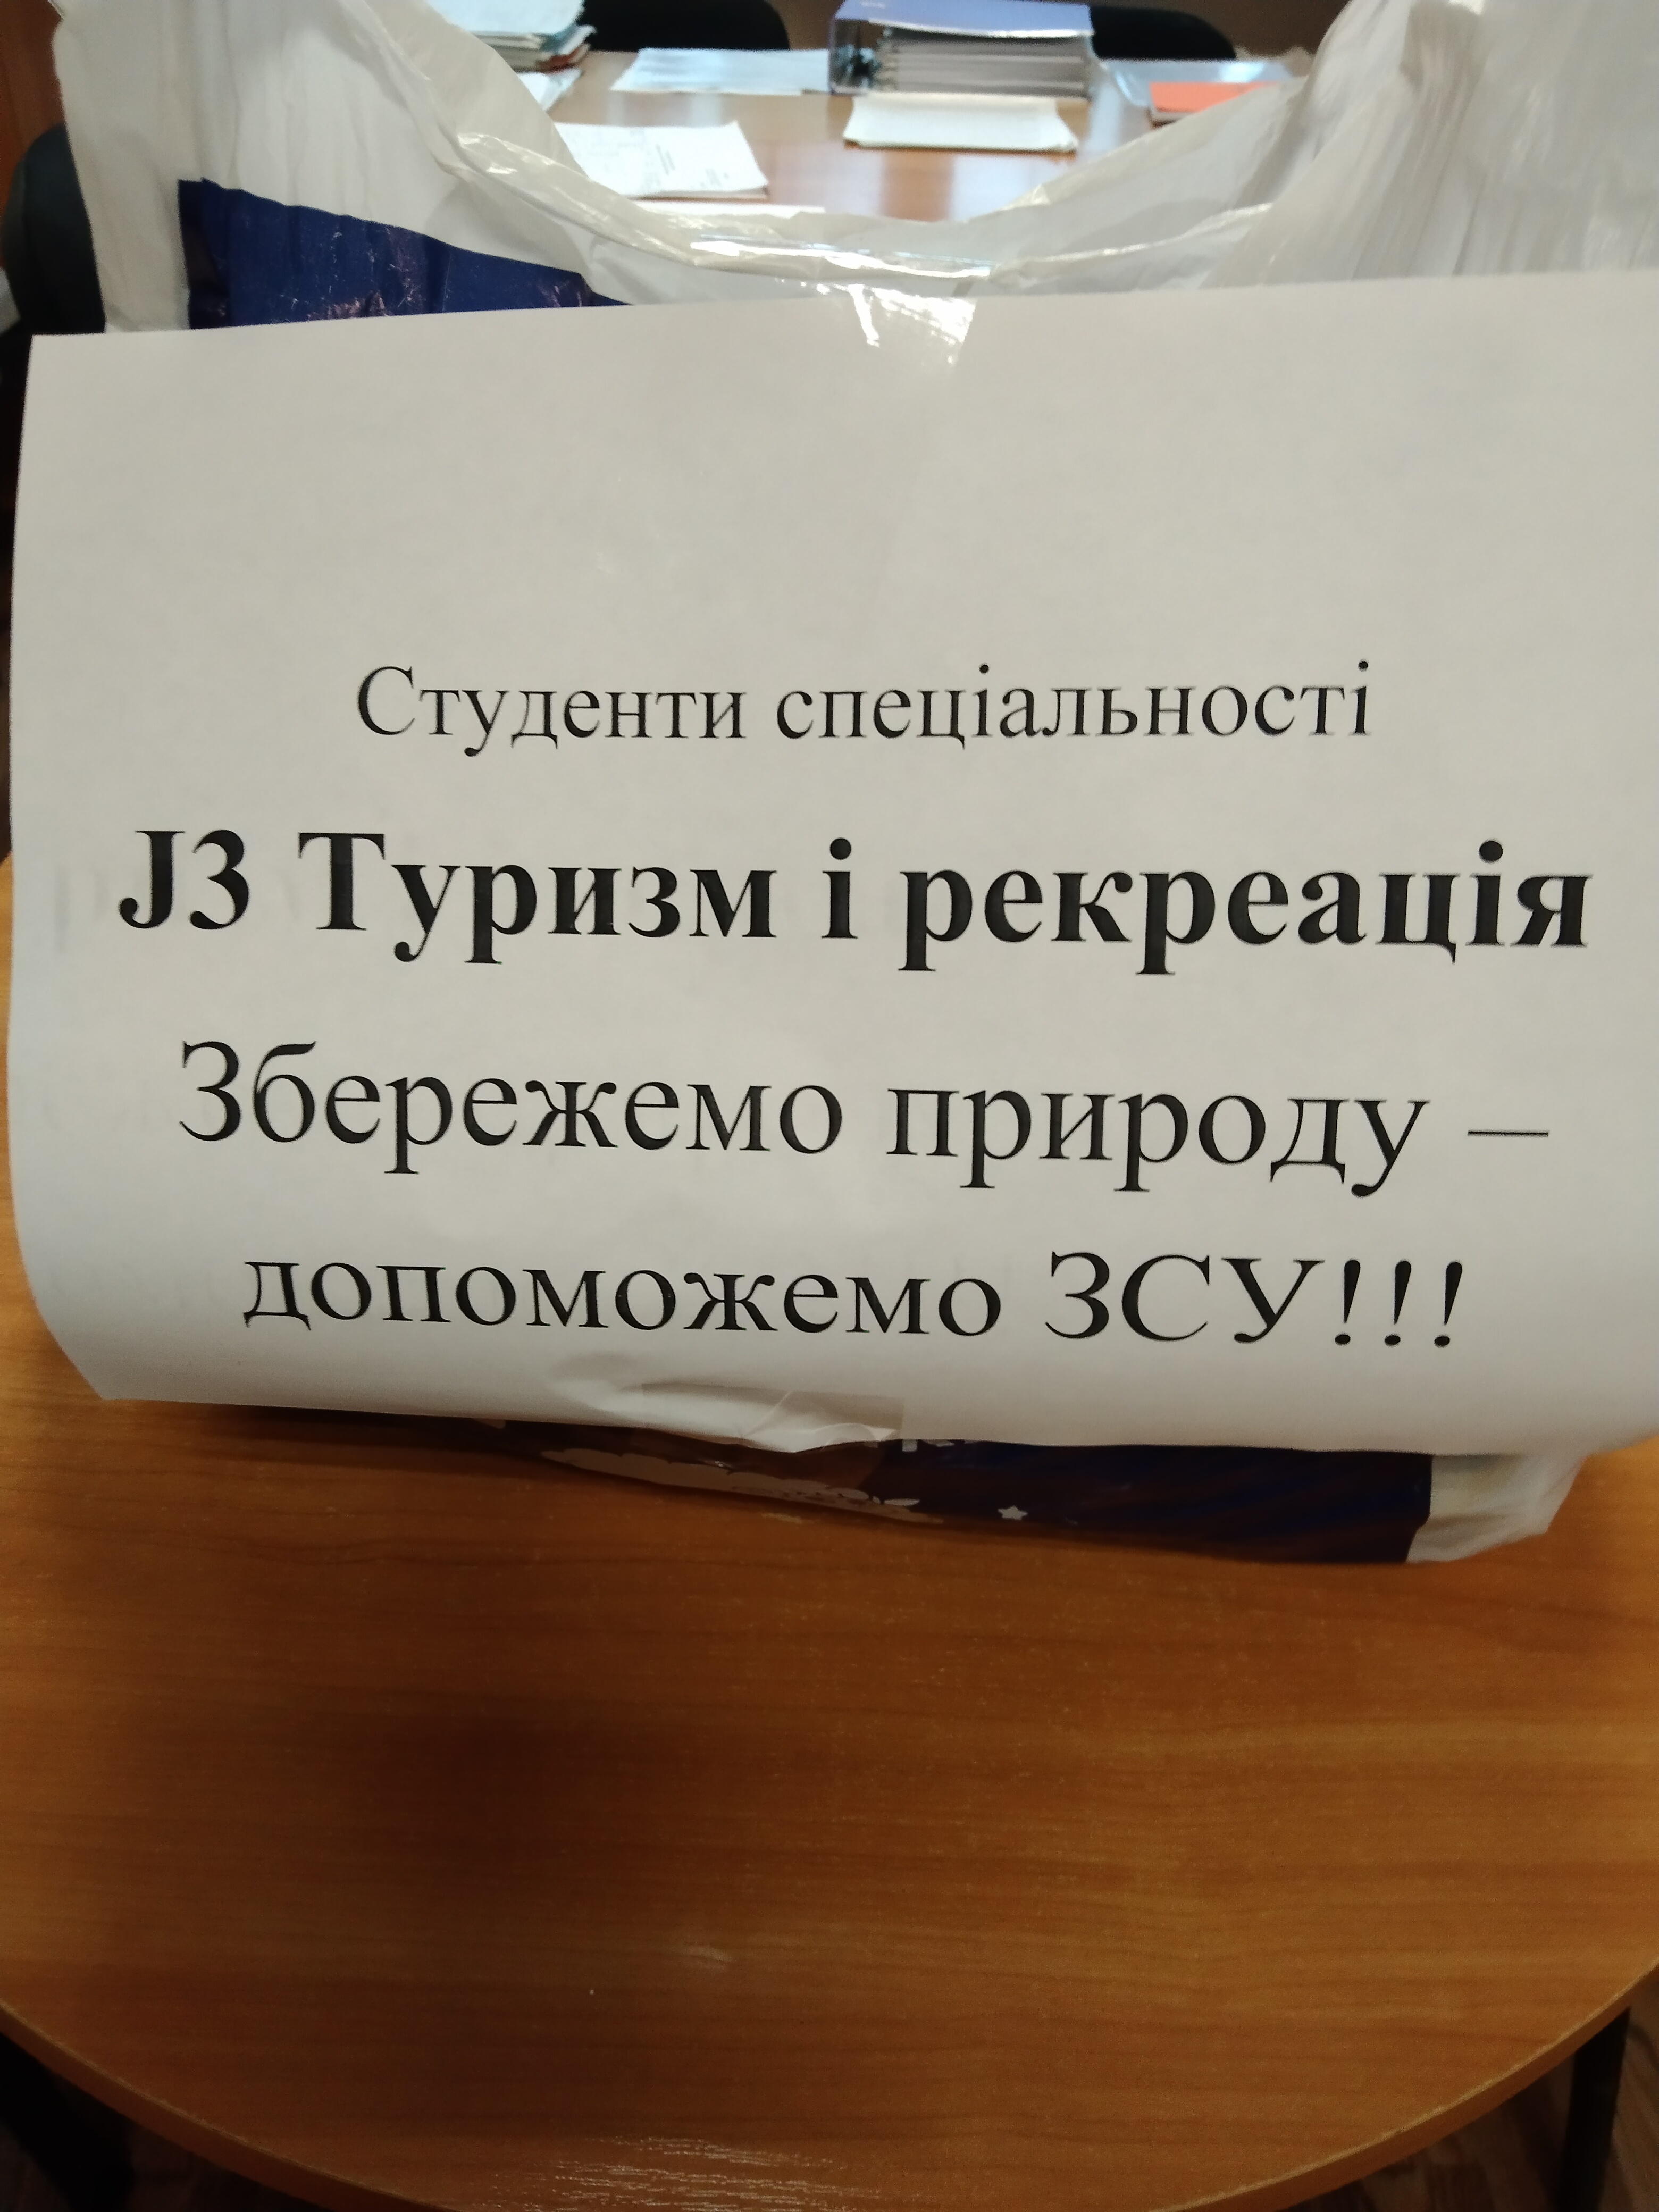 Студенти спеціальності
J3 Туризм і рекреація
Збережемо природу –
допоможемо ЗСУ!!!